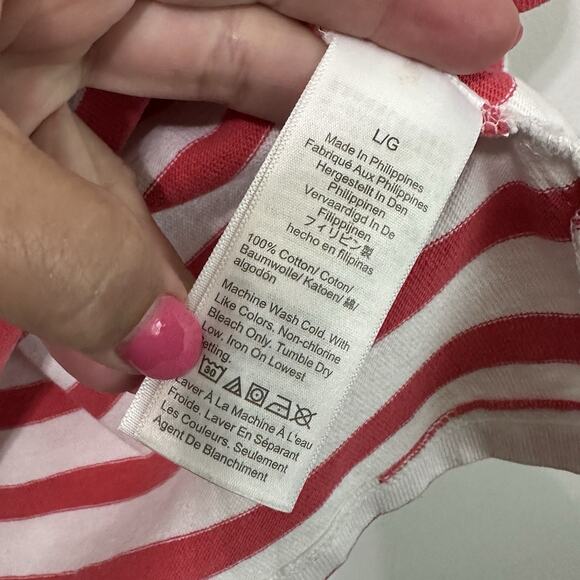 L/G
Made In Philippines
Fabriqué Aux Philippines
Hergestellt In Den
Philippinen
Vervaardigd In De
Filippijnen
フィリピン製
hecho en filipinas
100% Cotton/ Coton/
Baumwolle/ Katoen/ 綿/
algodón
Machine Wash Cold. With
Like Colors. Non-chlorine
Bleach Only. Tumble Dry
Low, Iron On Lowest
Setting.
30
Laver À La Machine À L'eau
Froide, Laver En Séparant
Les Couleurs, Seulement
Agent De Blanchiment